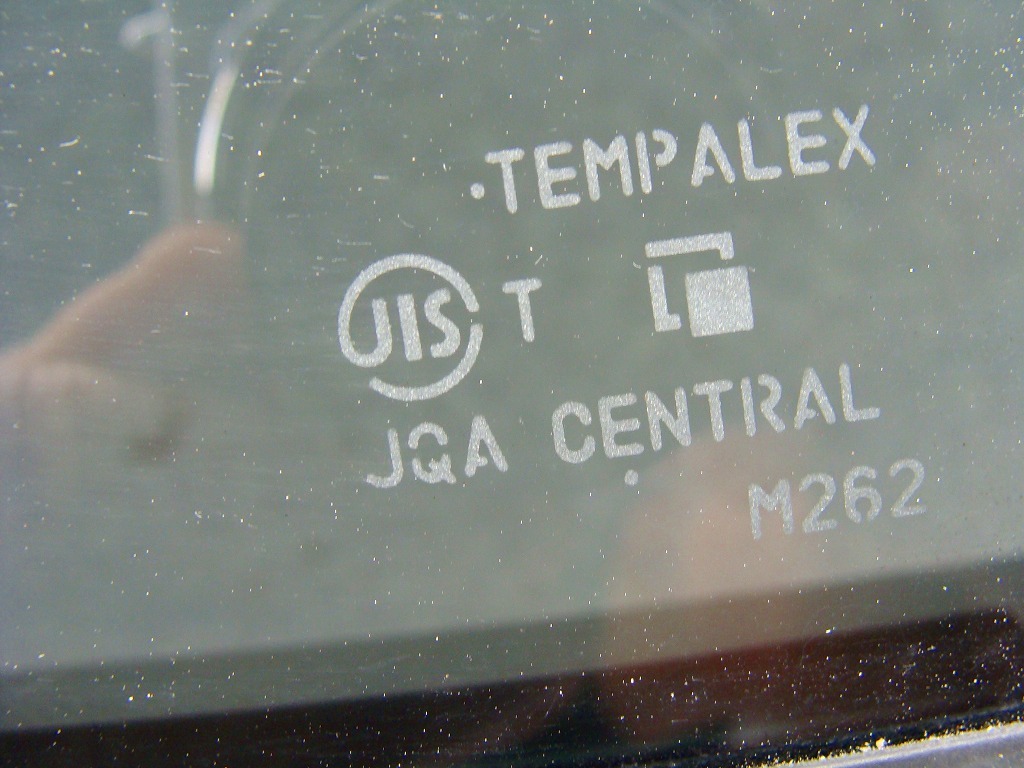 ·TEMPALEX
JIS T
JQA CENTRAL
M262